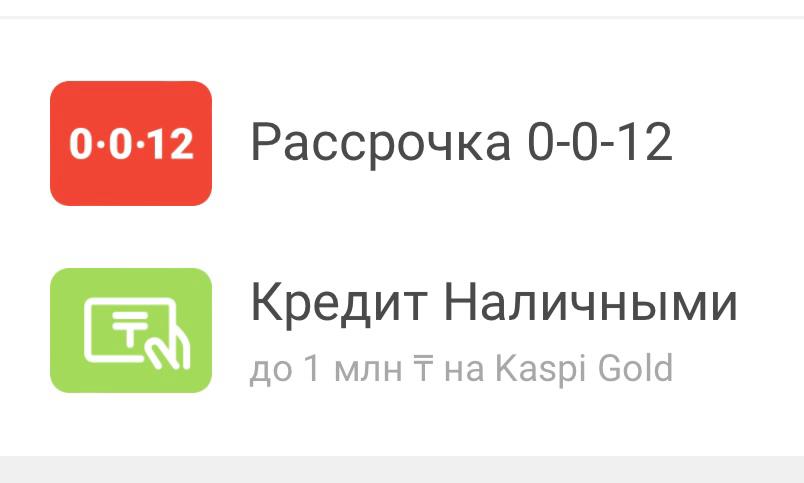 0·0·12
Рассрочка 0-0-12
₸
Кредит Наличными
до 1 млн ₸ на Kaspi Gold